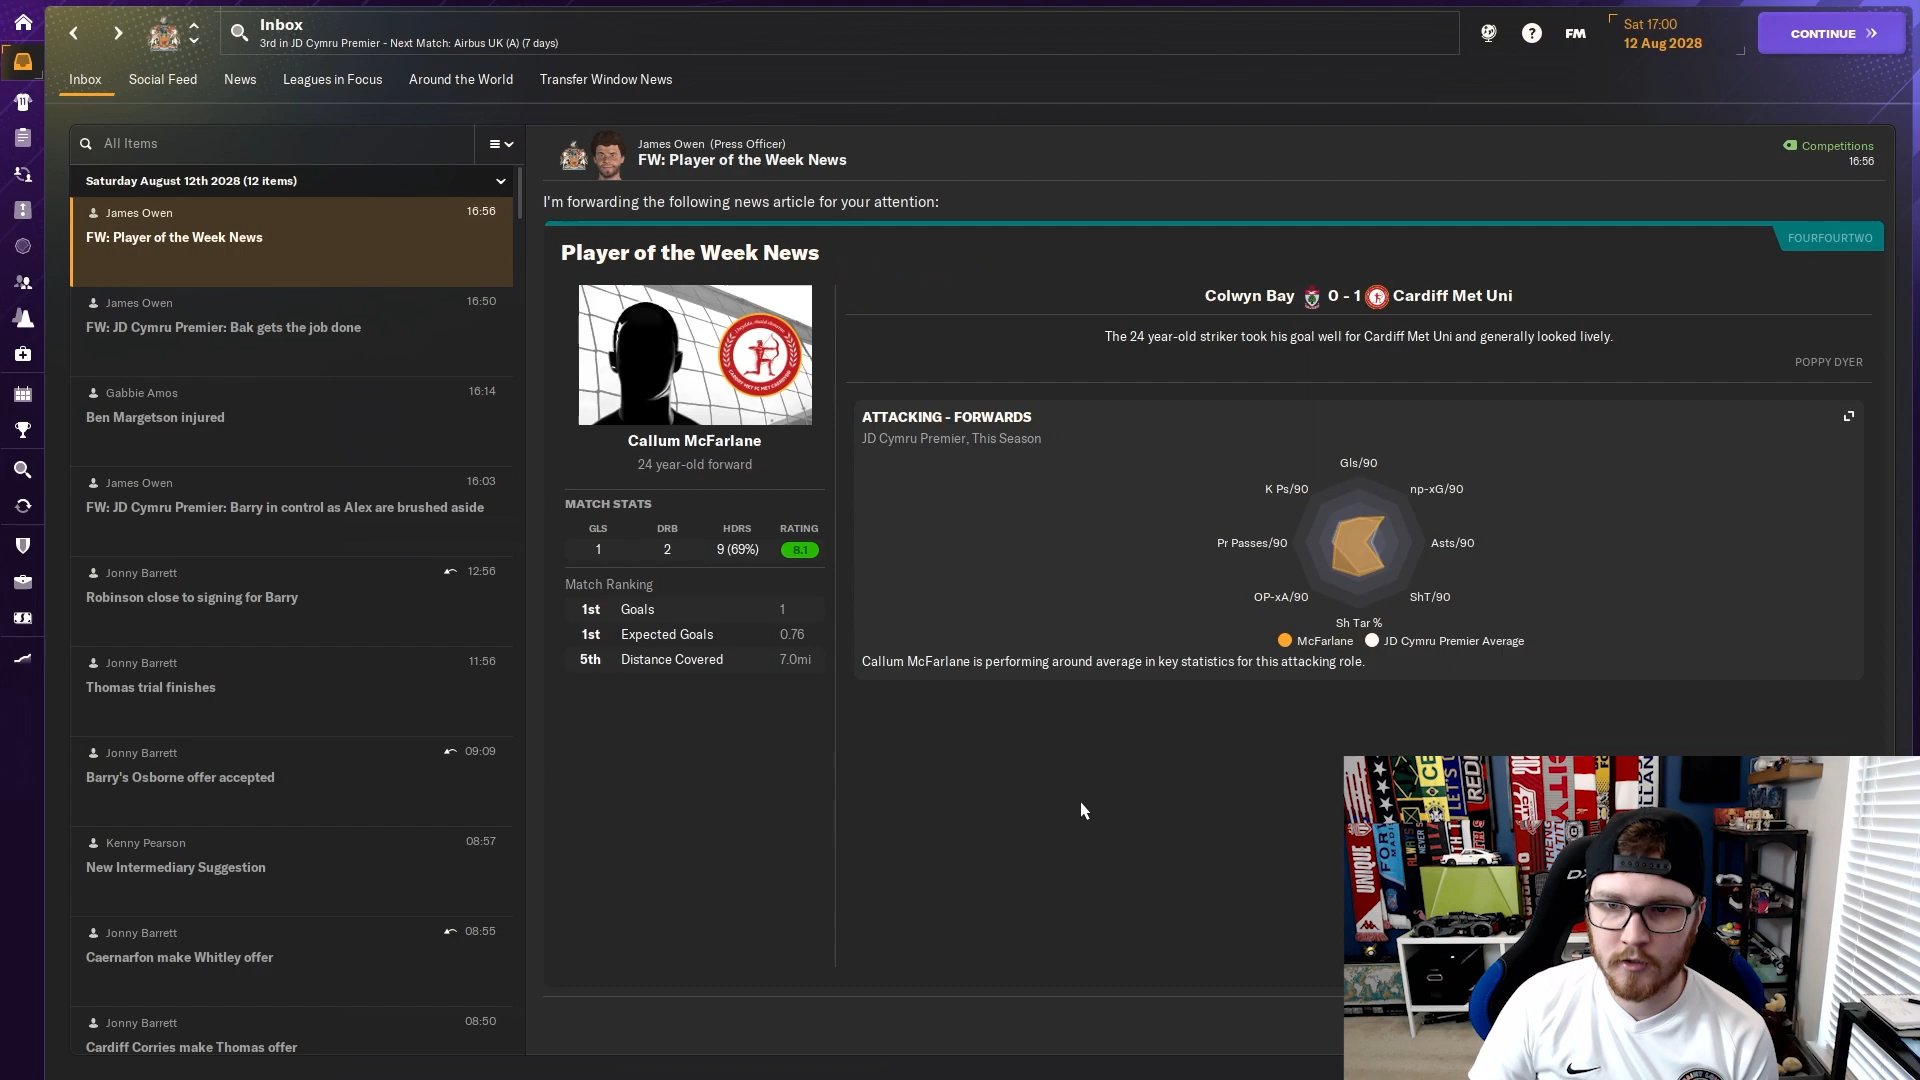 Inbox
3rd in JD Cymru Premier - Next Match: Airbus UK (A) (7 days)
FM
Sat 17:00
12 Aug 2028
CONTINUE
Inbox
Social Feed
News
Leagues in Focus
Around the World
Transfer Window News
All Items
Saturday August 12th 2028 (12 items)
James Owen 16:56
FW: Player of the Week News
James Owen 16:50
FW: JD Cymru Premier: Bak gets the job done
Gabbie Amos 16:14
Ben Margetson injured
James Owen 16:03
FW: JD Cymru Premier: Barry in control as Alex are brushed aside
Jonny Barrett 12:56
Robinson close to signing for Barry
Jonny Barrett 11:56
Thomas trial finishes
Jonny Barrett 09:09
Barry's Osborne offer accepted
Kenny Pearson 08:57
New Intermediary Suggestion
Jonny Barrett 08:55
Caernarfon make Whitley offer
Jonny Barrett 08:50
Cardiff Corries make Thomas offer
James Owen (Press Officer)
FW: Player of the Week News
Competitions
16:56
I'm forwarding the following news article for your attention:
FOURFOURTWO
Player of the Week News
Callum McFarlane
24 year-old forward
MATCH STATS
GLS DRB HDRS RATING
1 2 9 (69%) 8.1
Match Ranking
1st Goals 1
1st Expected Goals 0.76
5th Distance Covered 7.0mi
Colwyn Bay 0 - 1 Cardiff Met Uni
The 24 year-old striker took his goal well for Cardiff Met Uni and generally looked lively.
POPPY DYER
ATTACKING - FORWARDS
JD Cymru Premier, This Season
Gls/90
K Ps/90
np-xG/90
Pr Passes/90
Asts/90
OP-xA/90
ShT/90
Sh Tar %
McFarlane
JD Cymru Premier Average
Callum McFarlane is performing around average in key statistics for this attacking role.
UNIQUE
CITY